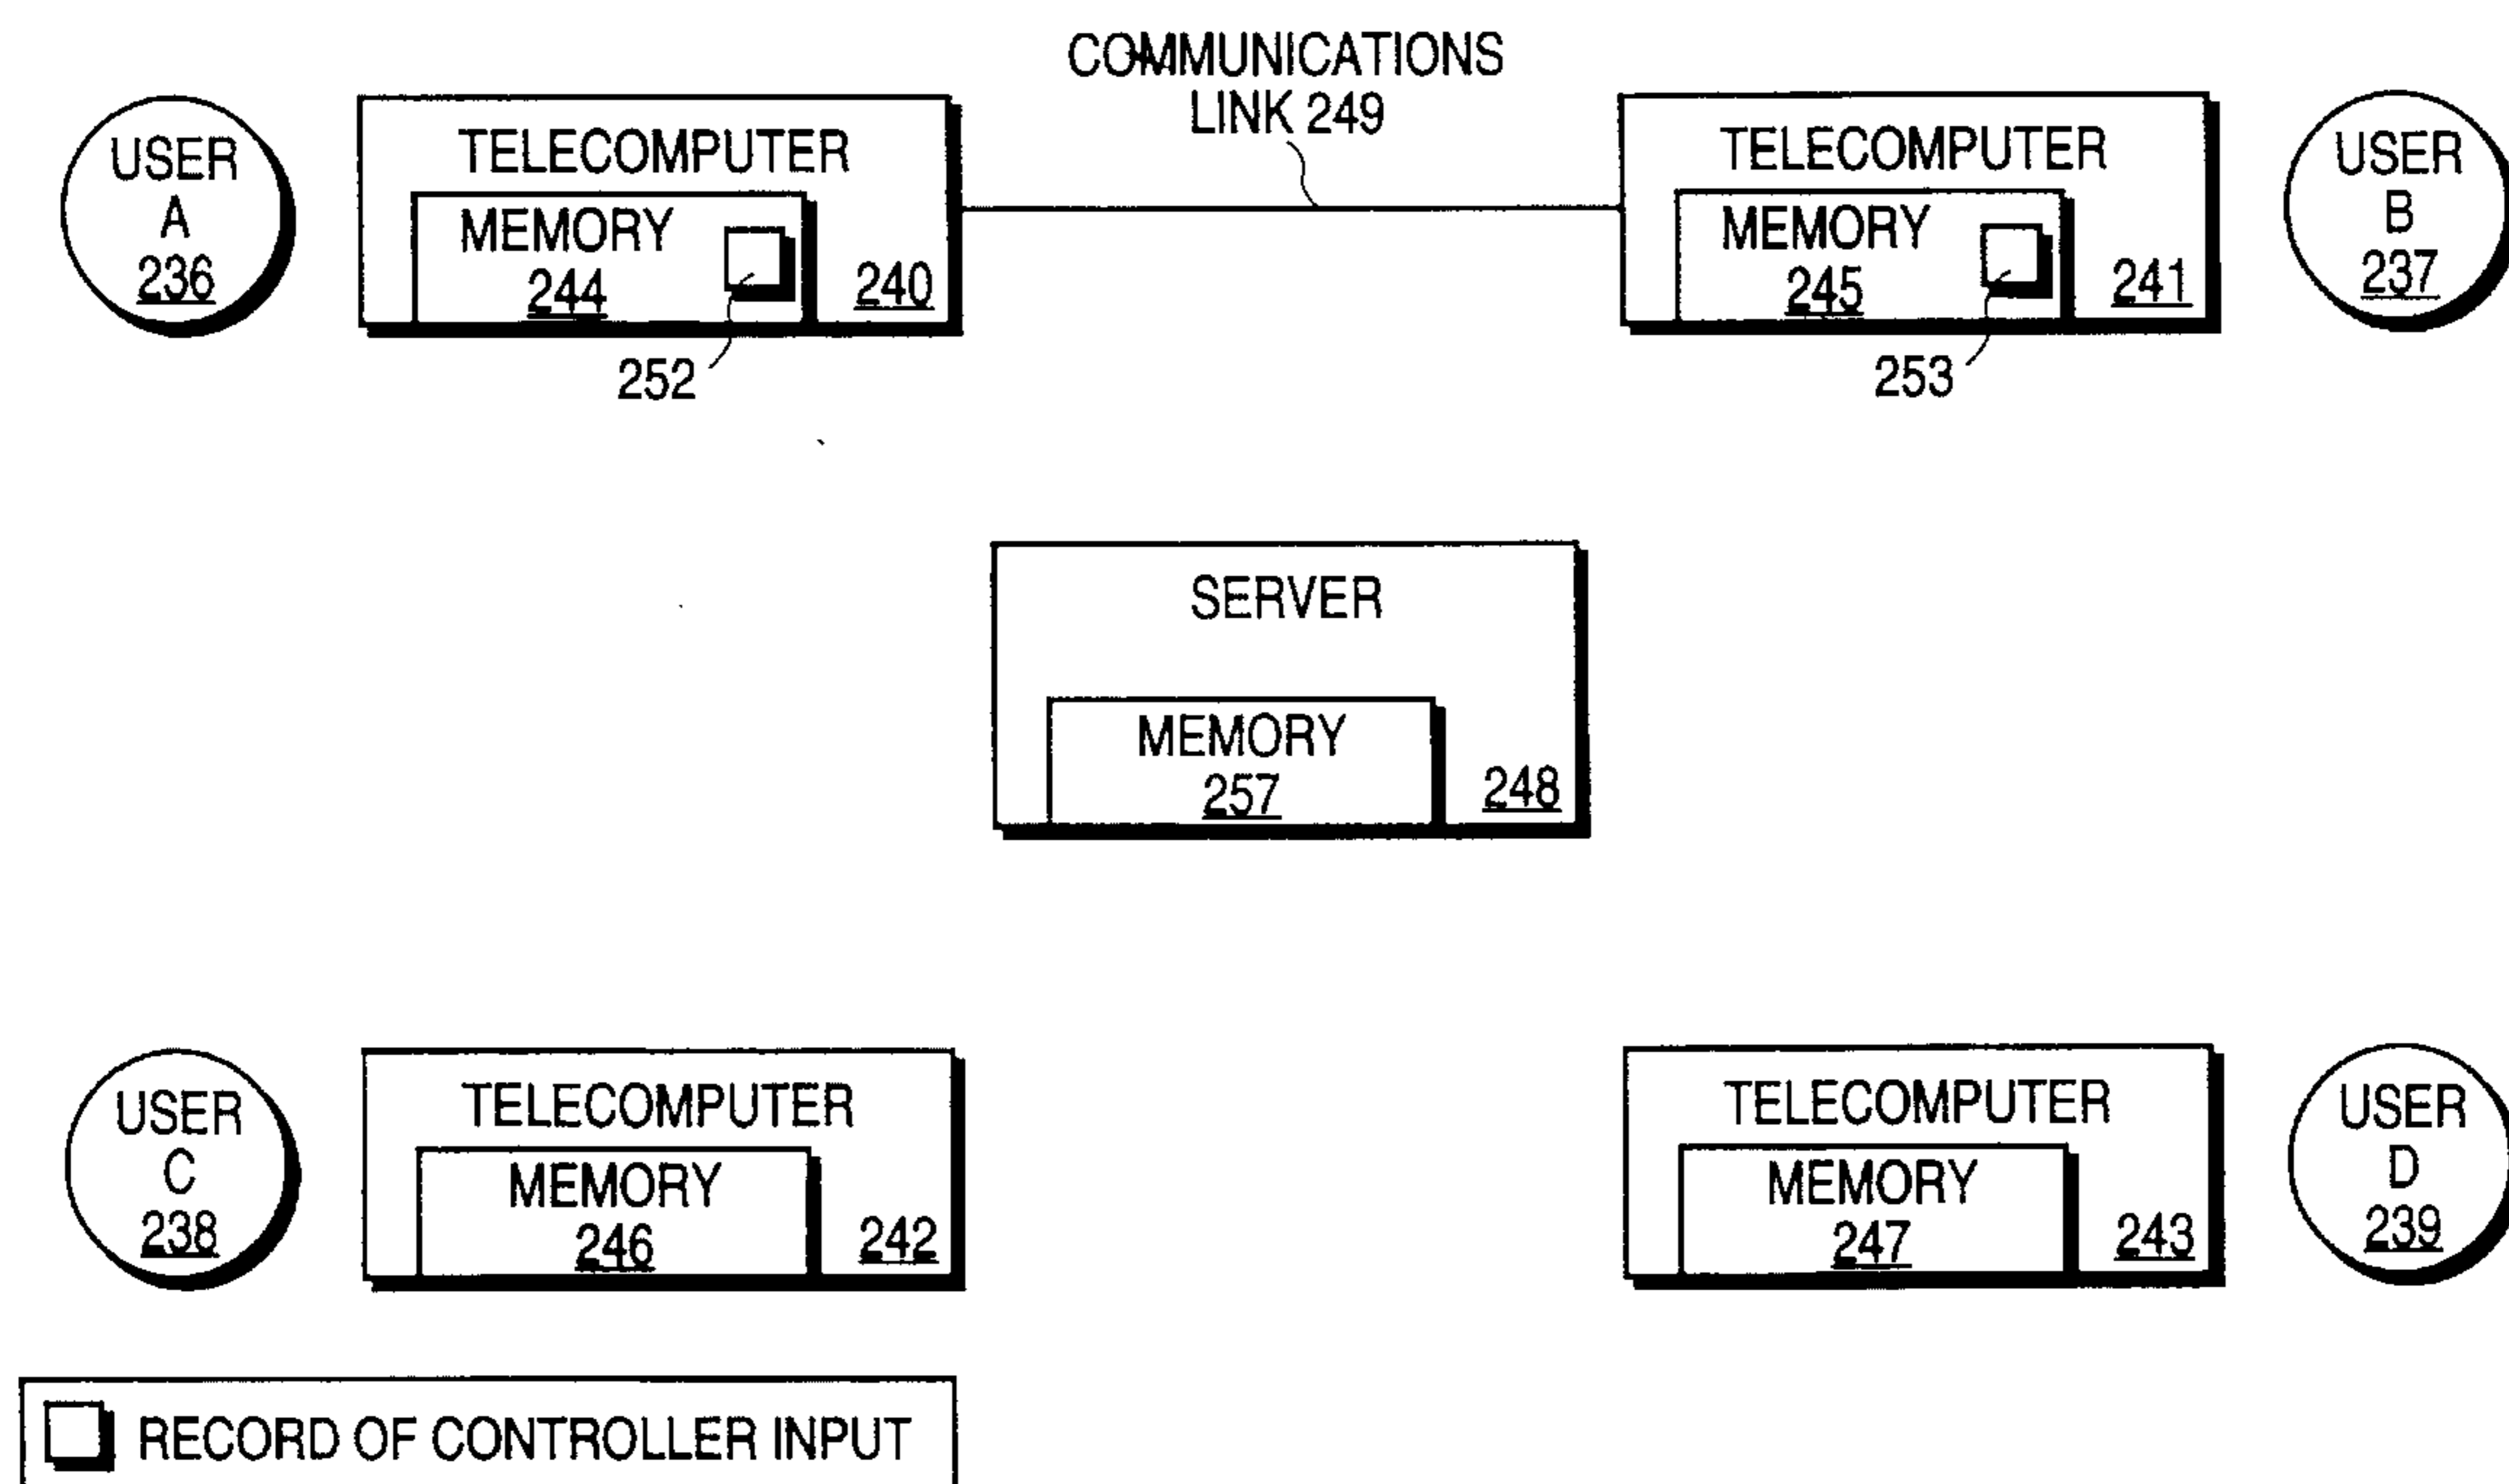 COMMUNICATIONS
LINK 249
USER
A
236
TELECOMPUTER
MEMORY
244
240
252
TELECOMPUTER
MEMORY
245
241
253
USER
B
237
SERVER
MEMORY
257
248
USER
C
238
TELECOMPUTER
MEMORY
246
242
TELECOMPUTER
MEMORY
247
243
USER
D
239
RECORD OF CONTROLLER INPUT